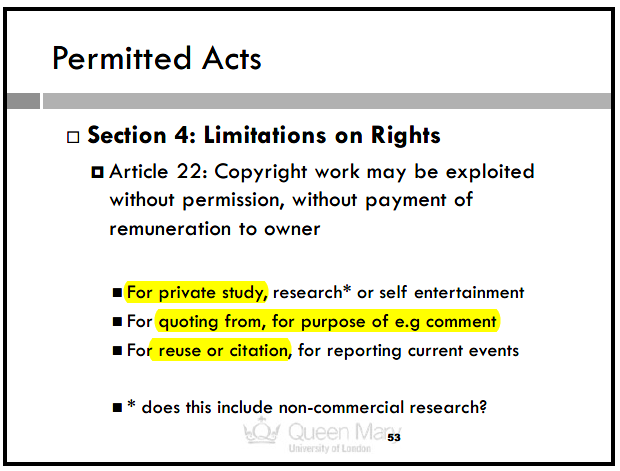 Permitted Acts
Section 4: Limitations on Rights
Article 22: Copyright work may be exploited
without permission, without payment of
remuneration to owner
For private study, research* or self entertainment
For quoting from, for purpose of e.g comment
For reuse or citation, for reporting current events
* does this include non-commercial research?
Queen Mary
University of London
53